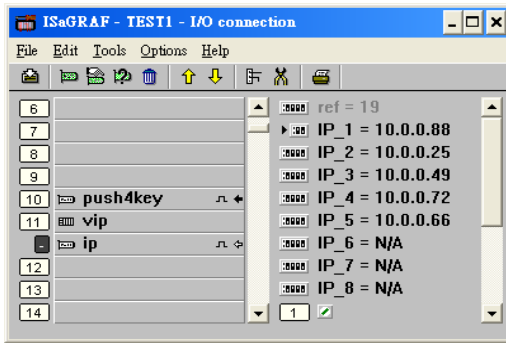 ISaGRAF - TEST1 - I/O connection
File Edit Tools Options Help
6
7
8
9
10 push4key
11 vip
ip
12
13
14
ref = 19
IP_1 = 10.0.0.88
IP_2 = 10.0.0.25
IP_3 = 10.0.0.49
IP_4 = 10.0.0.72
IP_5 = 10.0.0.66
IP_6 = N/A
IP_7 = N/A
IP_8 = N/A
1